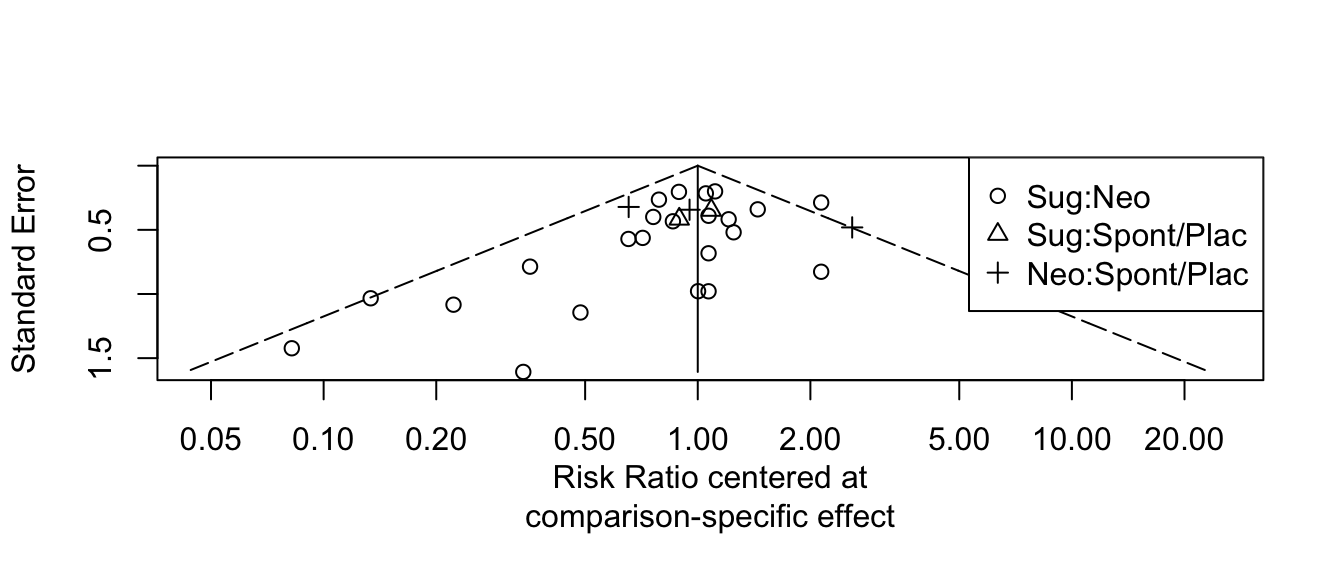 Standard Error
0.5
1.5
Sug:Neo
Sug:Spont/Plac
Neo:Spont/Plac
0.05 0.10 0.20 0.50 1.00 2.00 5.00 10.00 20.00
Risk Ratio centered at
comparison-specific effect